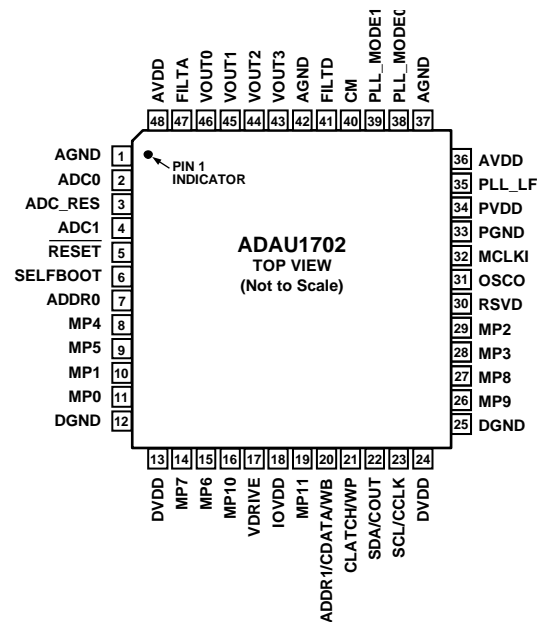 AVDD
FILTA
VOUT0
VOUT1
VOUT2
VOUT3
AGND
FILTD
CM
PLL_MODE1
PLL_MODE0
AGND
48 47 46 45 44 43 42 41 40 39 38 37
AGND 1
ADC0 2
ADC_RES 3
ADC1 4
RESET 5
SELFBOOT 6
ADDR0 7
MP4 8
MP5 9
MP1 10
MP0 11
DGND 12
PIN 1
INDICATOR
ADAU1702
TOP VIEW
(Not to Scale)
36 AVDD
35 PLL_LF
34 PVDD
33 PGND
32 MCLKI
31 OSCO
30 RSVD
29 MP2
28 MP3
27 MP8
26 MP9
25 DGND
13 14 15 16 17 18 19 20 21 22 23 24
DVDD
MP7
MP6
MP10
VDRIVE
IOVDD
MP11
ADDR1/CDATA/WB
CLATCH/WP
SDA/COUT
SCL/CCLK
DVDD